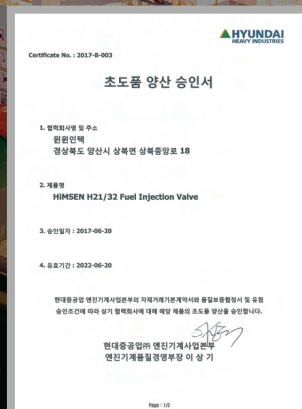 HYUNDAI
HEAVY INDUSTRIES
Certificate No. : 2017-B-003
초도품 양산 승인서
1. 협력회사명 및 주소
원윈인텍
경상북도 양산시 상북면 상북중앙로 18
2. 제품명
HiMSEN H21/32 Fuel Injection Valve
3. 승인일자 : 2017-06-20
4. 유효기간 : 2022-06-20
현대중공업 엔진기계사업본부의 자재거래기본계약서와 품질보증협정서 및 유첨
승인조건에 따라 상기 협력회사에 대해 해당 제품의 초도품 양산을 승인합니다.
현대중공업㈜ 엔진기계사업본부
엔진기계품질경영부장 이 상 기
Page : 1/2